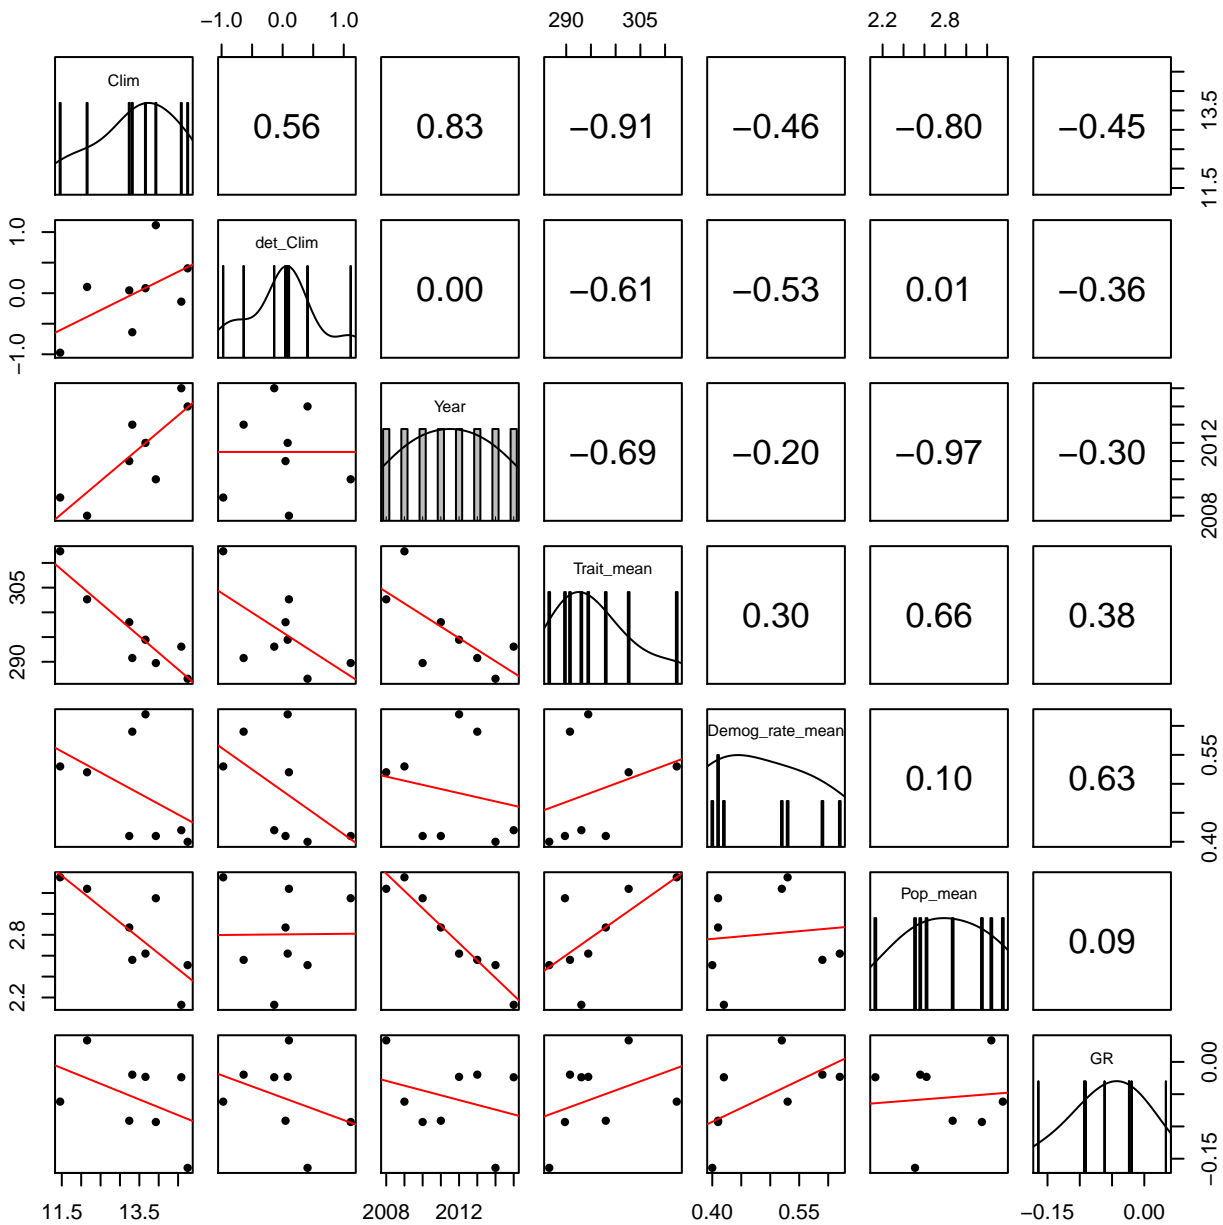 −1.0 0.0 1.0 290 305 2.2 2.8
Clim 0.56 0.83 −0.91 −0.46 −0.80 −0.45 11.5 13.5
−1.0 0.0 1.0 det_Clim 0.00 −0.61 −0.53 0.01 −0.36
Year −0.69 −0.20 −0.97 −0.30 2008 2012
290 305 Trait_mean 0.30 0.66 0.38
Demog_rate_mean 0.10 0.63 0.40 0.55
2.2 2.8 Pop_mean 0.09
GR −0.15 0.00
11.5 13.5 2008 2012 0.40 0.55 −0.15 0.00